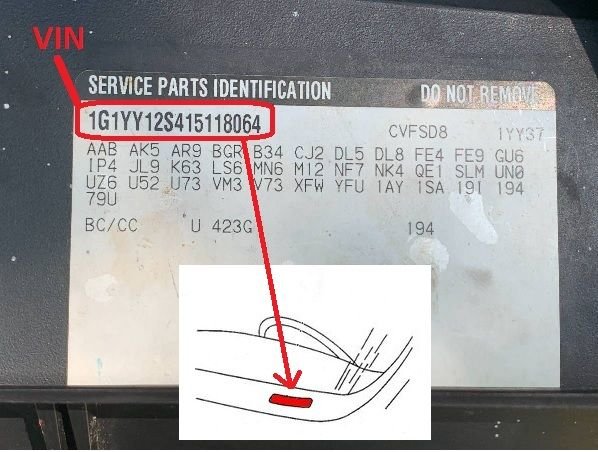 VIN
SERVICE PARTS IDENTIFICATION DO NOT REMOVE
1G1YY12S415118064 CVFSD8 1YY37
AAB AK5 AR9 BGR B34 CJ2 DL5 DL8 FE4 FE9 GU6
IP4 JL9 K63 LS6 MN6 M12 NF7 NK4 QE1 SLM UN0
UZ6 U52 U73 VM3 V73 XFW YFU 1AY 1SA 19I 194
79U
BC/CC U 423G 194